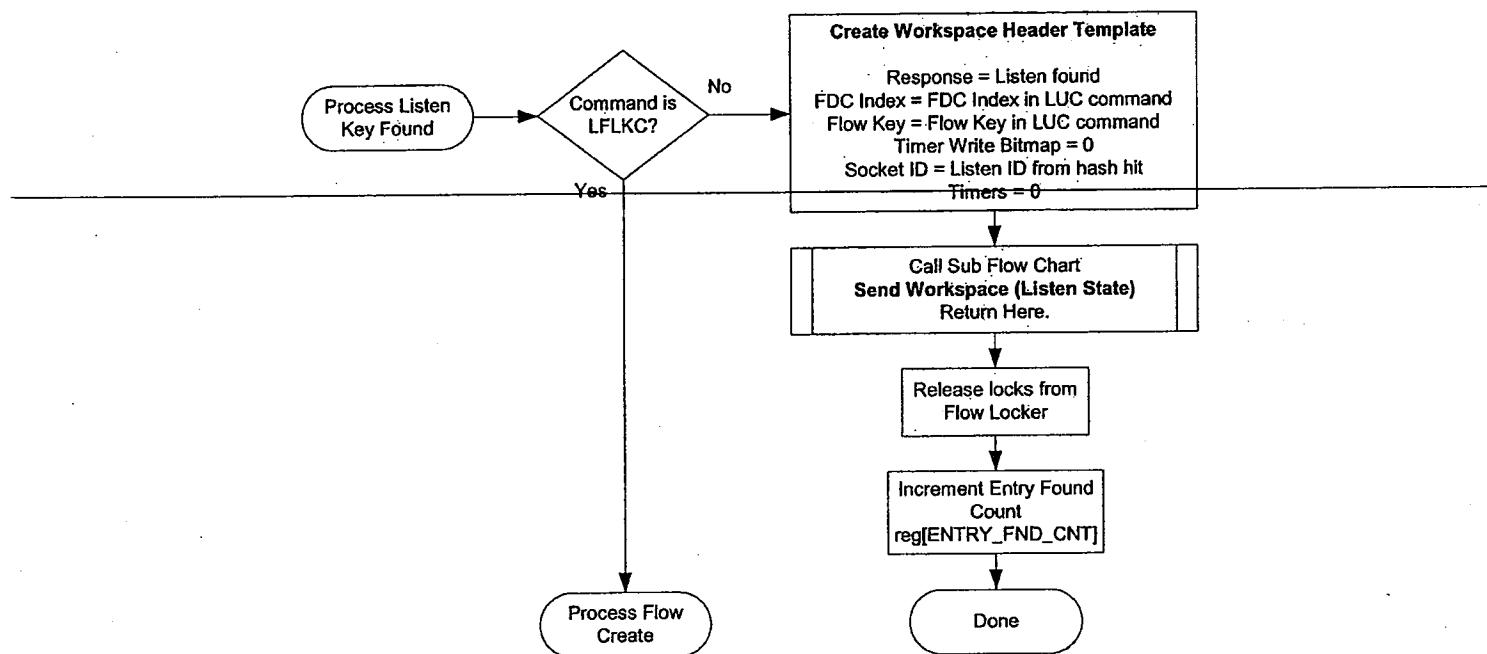 Process Listen
Key Found
Command is
LFLKC?
No
Yes
Create Workspace Header Template
Response = Listen found
FDC Index = FDC Index in LUC command
Flow Key = Flow Key in LUC command
Timer Write Bitmap = 0
Socket ID = Listen ID from hash hit
Timers = 0
Call Sub Flow Chart
Send Workspace (Listen State)
Return Here.
Release locks from
Flow Locker
Increment Entry Found
Count
reg[ENTRY_FND_CNT]
Process Flow
Create
Done